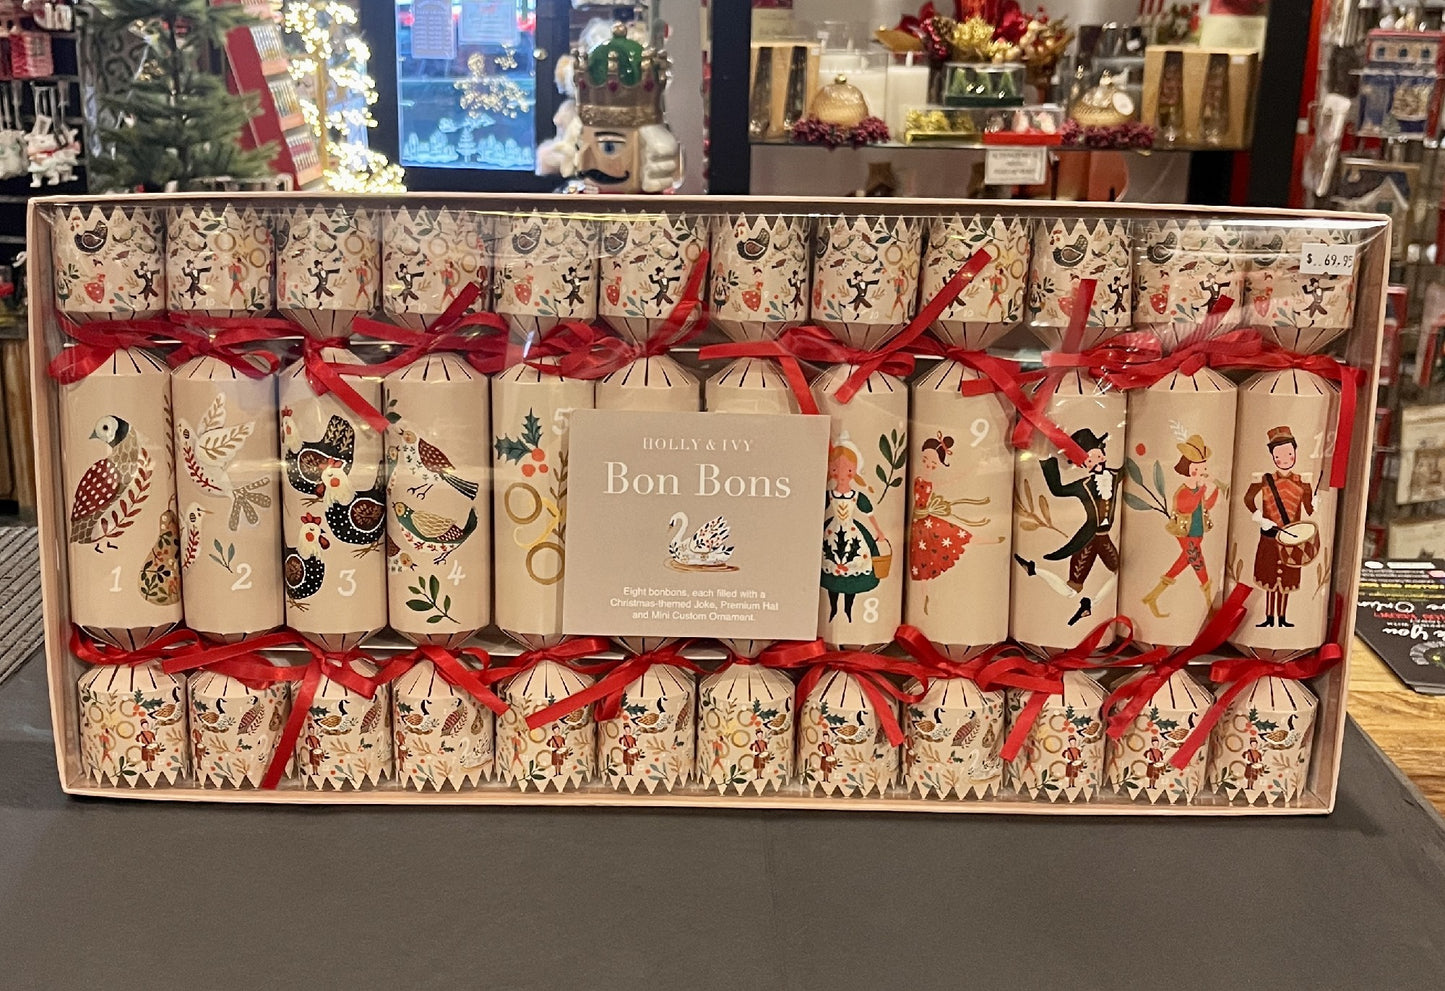 $ 69.95
HOLLY & IVY
Bon Bons
Eight bonbons, each filled with a
Christmas-themed Joke, Premium Hat
and Mini Custom Ornament.
1
2
3
4
5
8
9
12